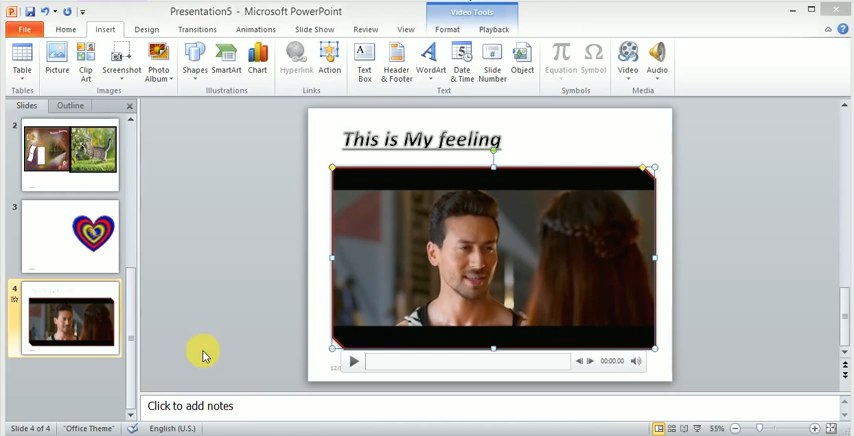 Presentation5 - Microsoft PowerPoint
Video Tools
File Home Insert Design Transitions Animations Slide Show Review View Format Playback
Table
Picture
Clip Art
Screenshot
Photo Album
Shapes
SmartArt
Chart
Hyperlink
Action
Text Box
Header & Footer
WordArt
Date & Time
Slide Number
Object
Equation
Symbol
Video
Audio
Tables
Images
Illustrations
Links
Text
Symbols
Media
Slides Outline
2
3
4
This is My feeling
00:00.00
Click to add notes
Slide 4 of 4
"Office Theme"
English (U.S.)
55%